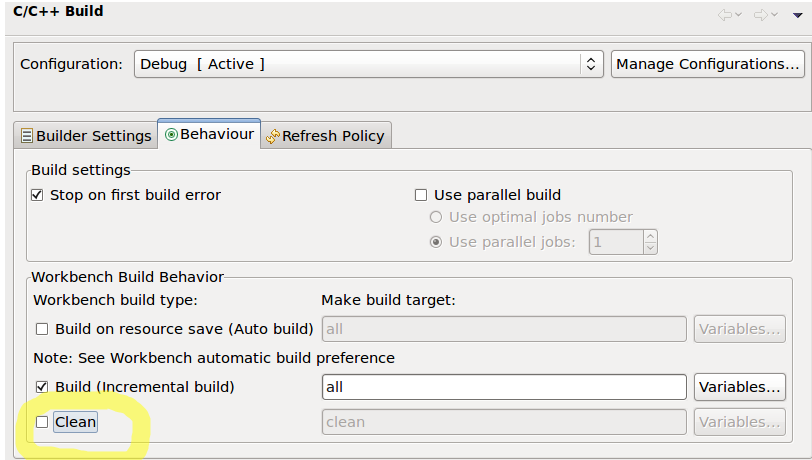 C/C++ Build
Configuration: Debug [ Active ] Manage Configurations...
Builder Settings Behaviour Refresh Policy
Build settings
Stop on first build error Use parallel build
Use optimal jobs number
Use parallel jobs: 1
Workbench Build Behavior
Workbench build type: Make build target:
Build on resource save (Auto build) all Variables...
Note: See Workbench automatic build preference
Build (Incremental build) all Variables...
Clean clean Variables...